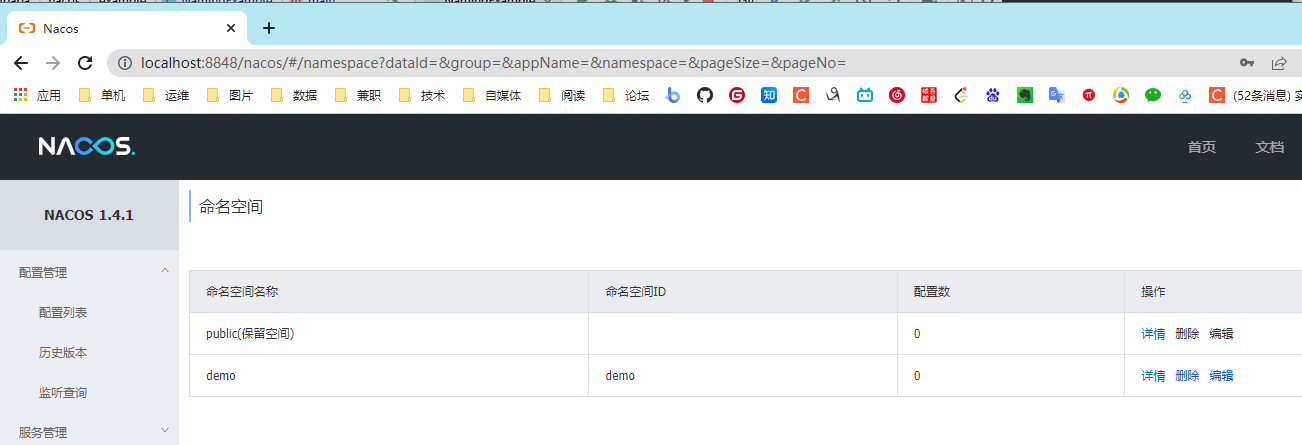 Nacos
localhost:8848/nacos/#/namespace?dataId=&group=&appName=&namespace=&pageSize=&pageNo=
应用 单机 运维 图片 数据 兼职 技术 自媒体 阅读 论坛 知 C C (52条消息) 实
NACOS. 首页 文档
NACOS 1.4.1
命名空间
配置管理
配置列表
历史版本
监听查询
服务管理
命名空间名称 命名空间ID 配置数 操作
public(保留空间) 0 详情 删除 编辑
demo demo 0 详情 删除 编辑